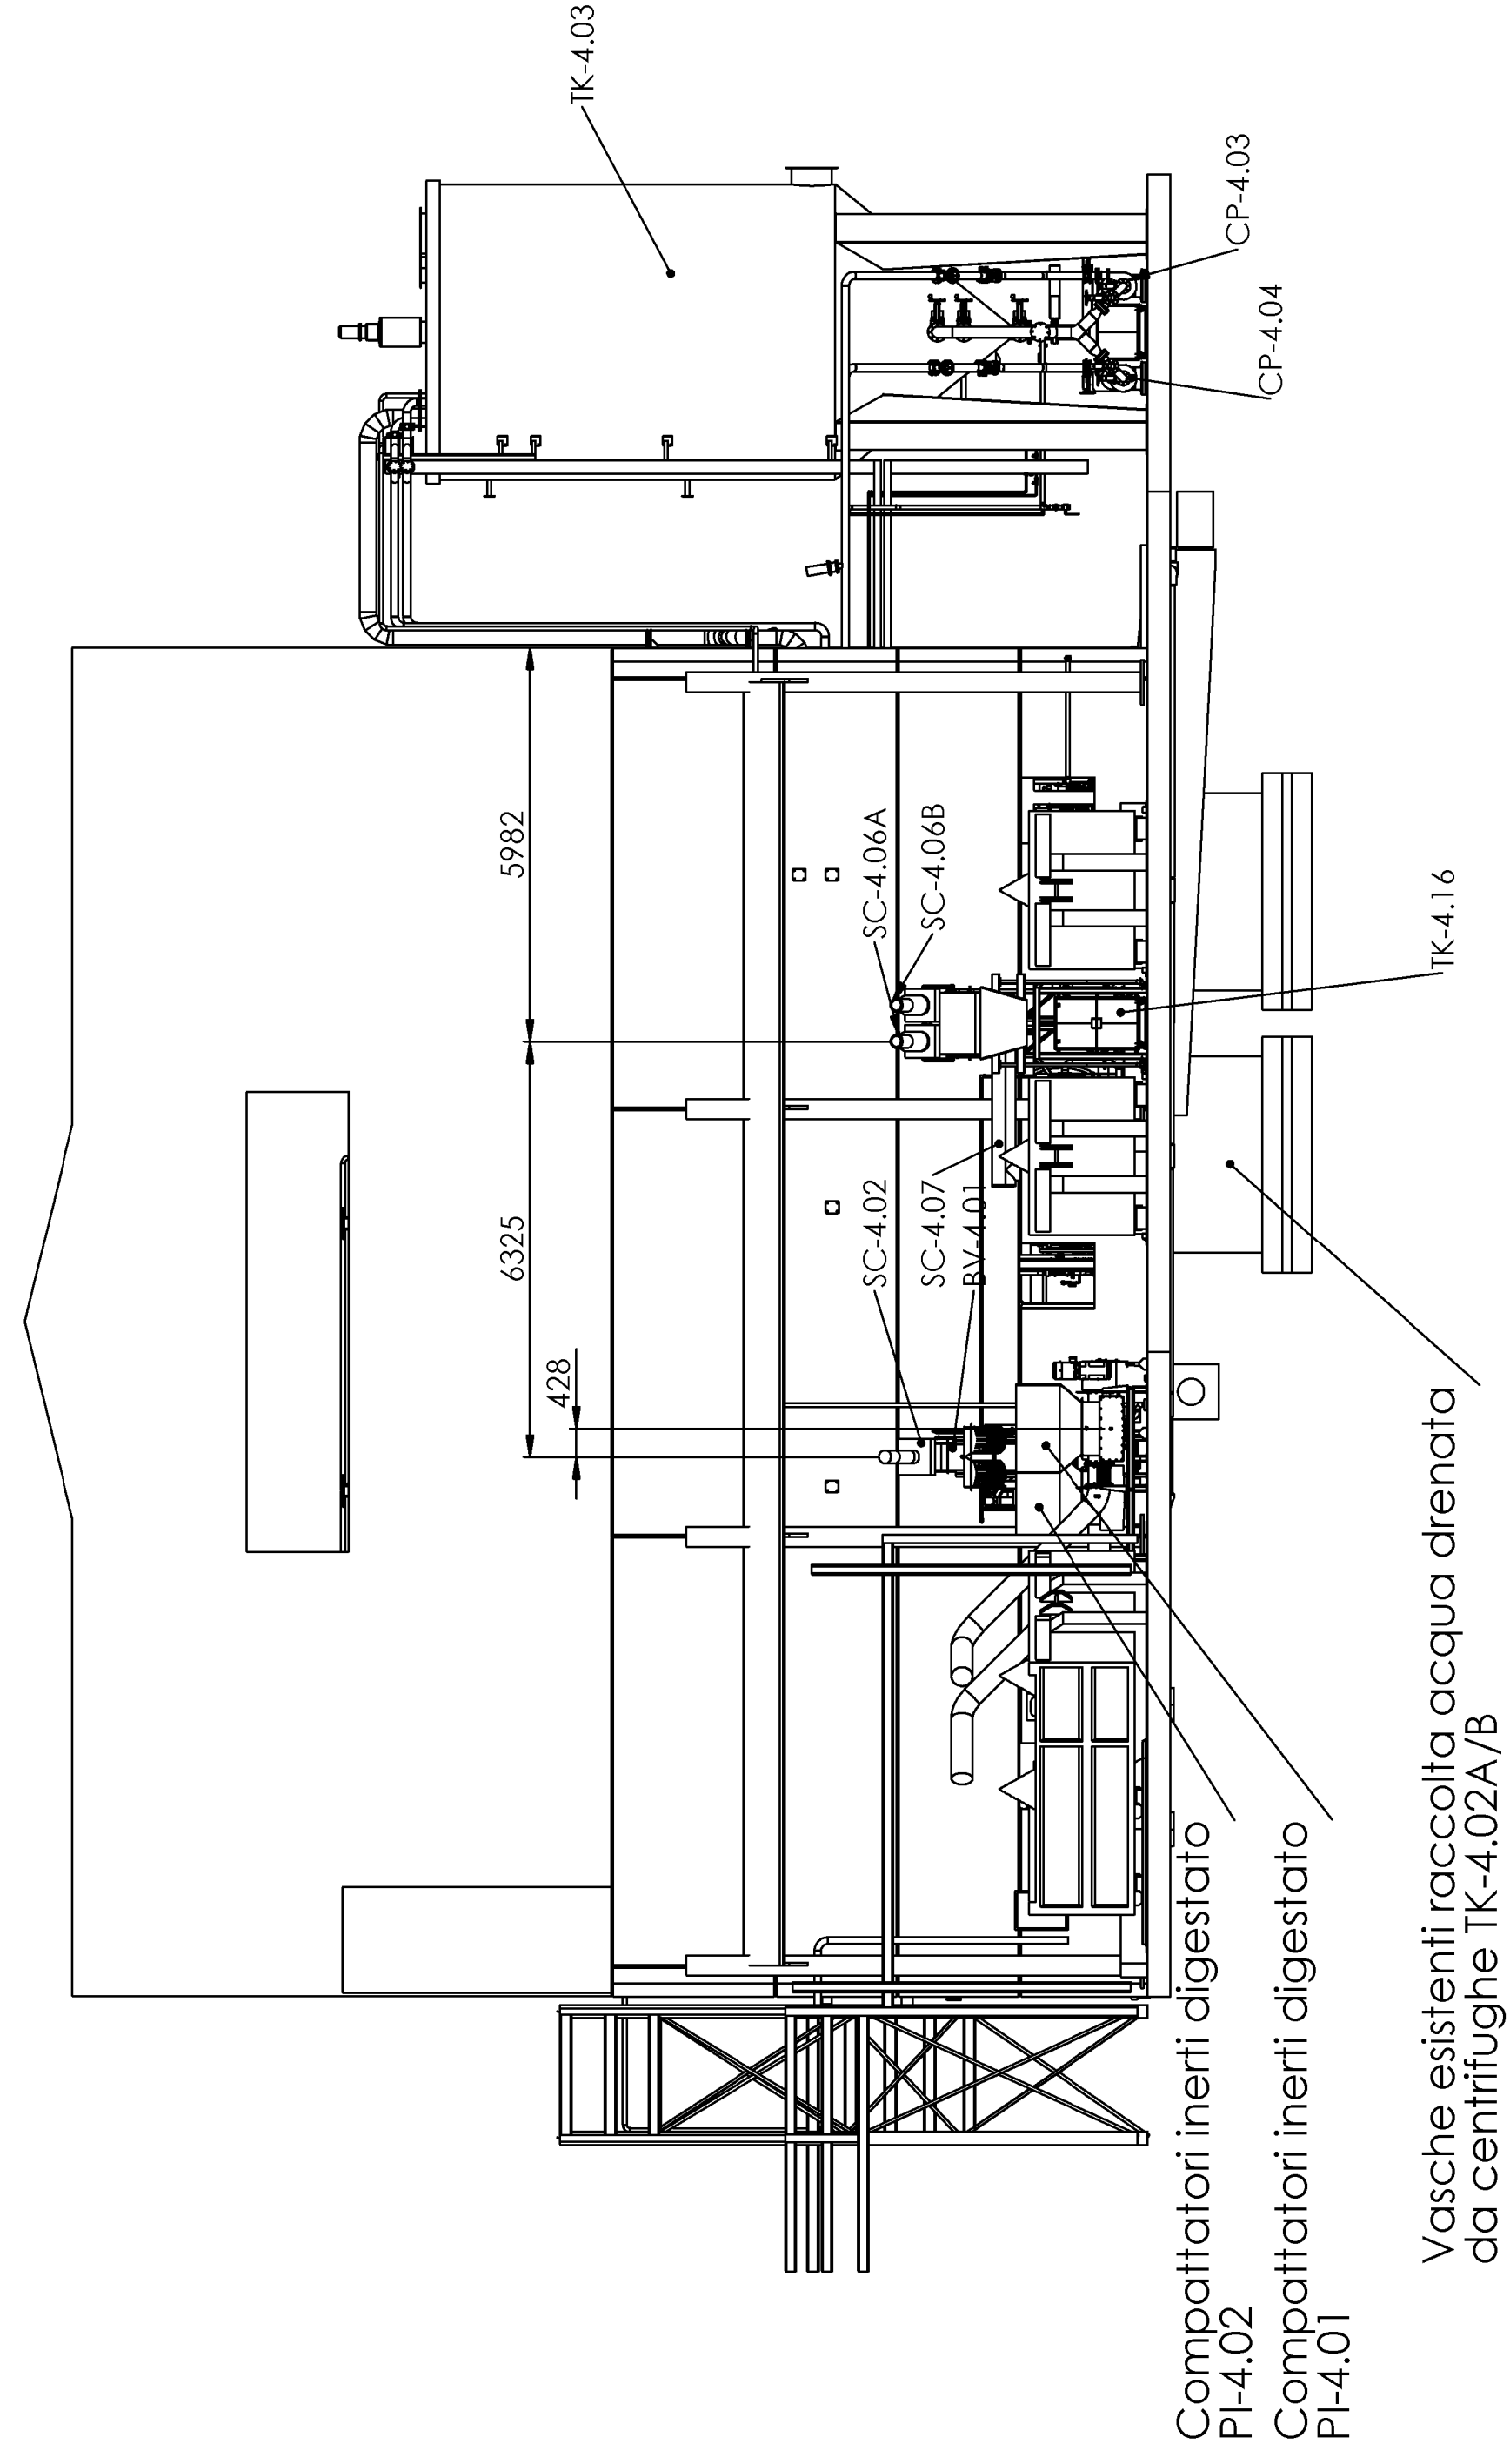 TK-4.03
CP-4.03
CP-4.04
5982
SC-4.06A
SC-4.06B
TK-4.16
6325
SC-4.02
SC-4.07
BV-4.01
428
Compattatori inerti digestato
PI-4.02
Compattatori inerti digestato
PI-4.01
Vasche esistenti raccolta acqua drenata
da centrifughe TK-4.02A/B